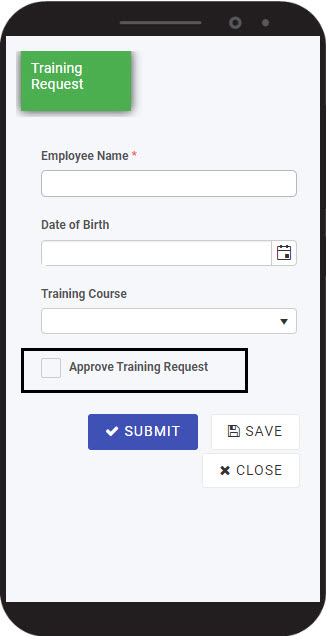 Training
Request
Employee Name *
Date of Birth
Training Course
Approve Training Request
SUBMIT
SAVE
CLOSE